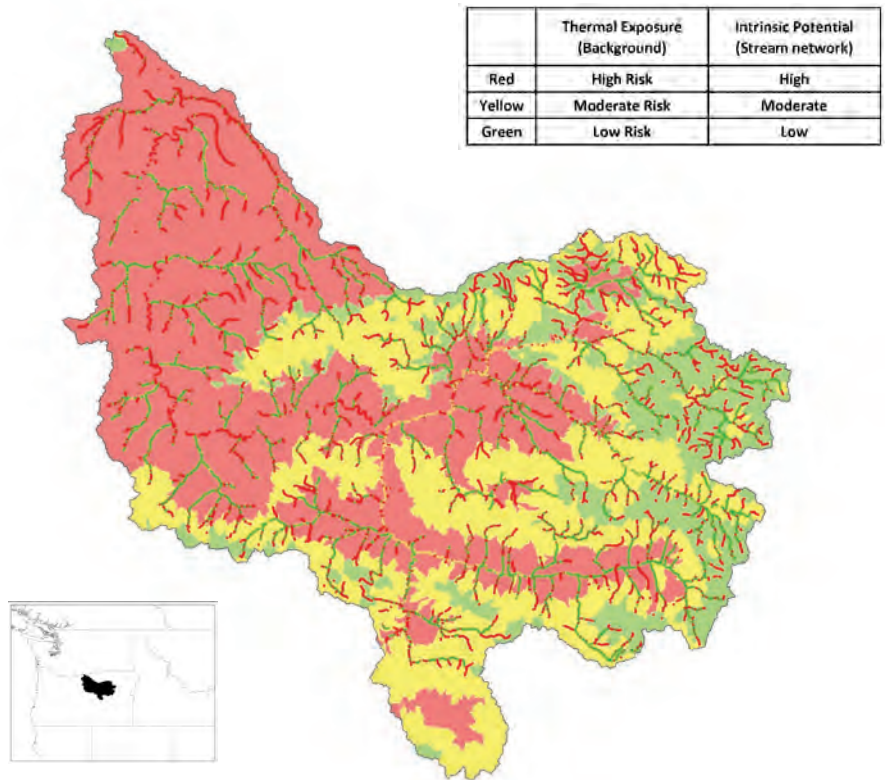 Thermal Exposure Intrinsic Potential
(Background) (Stream network)
Red High Risk High
Yellow Moderate Risk Moderate
Green Low Risk Low